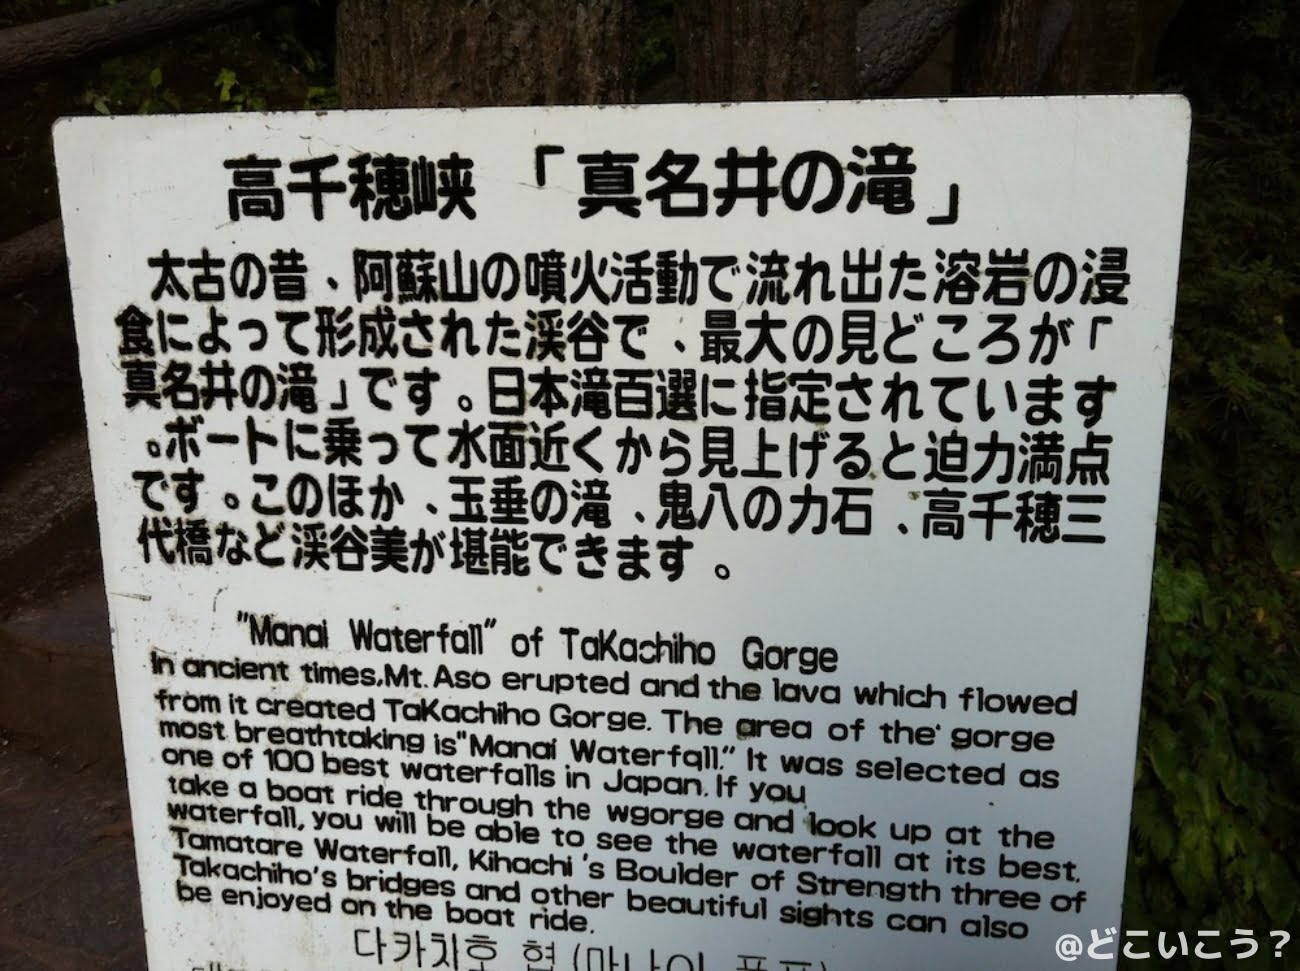 高千穂峡「真名井の滝」
太古の昔、阿蘇山の噴火活動で流れ出た溶岩の浸
食によって形成された渓谷で、最大の見どころが「
真名井の滝」です。日本滝百選に指定されています
。ボートに乗って水面近くから見上げると迫力満点
です。このほか、玉垂の滝、鬼八の力石、高千穂三
代橋など渓谷美が堪能できます。
"Manai Waterfall" of TaKachiho Gorge
In ancient times,Mt.Aso erupted and the lava which flowed
from it created TaKachiho Gorge. The area of the gorge
most breathtaking is"Manai Waterfall." It was selected as
one of 100 best waterfalls in Japan. If you
take a boat ride through the wgorge and look up at the
waterfall, you will be able to see the waterfall at its best.
Tamatare Waterfall, Kihachi 's Boulder of Strength three of
Takachiho's bridges and other beautiful sights can also
be enjoyed on the boat ride.
다카치호 협 (마나이 폭포)
@どこいこう？